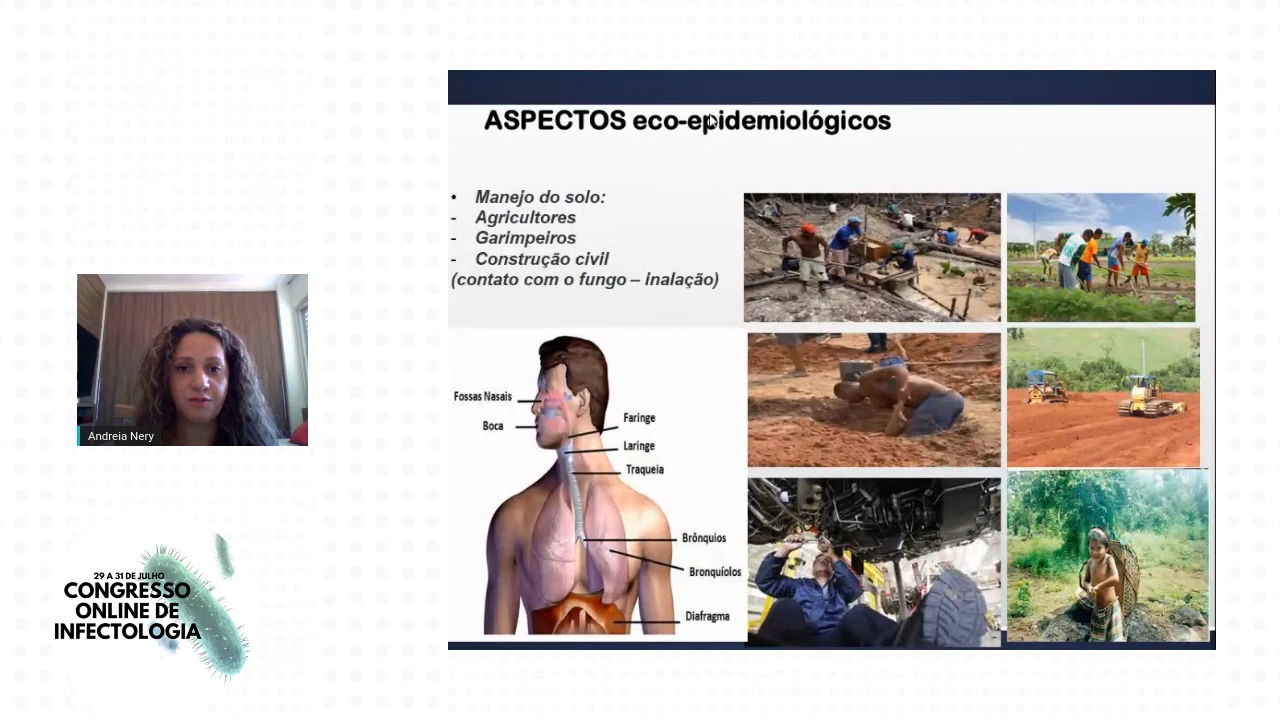 ASPECTOS eco-epidemiológicos
• Manejo do solo:
- Agricultores
- Garimpeiros
- Construção civil
(contato com o fungo – inalação)
Fossas Nasais
Boca
Faringe
Laringe
Traqueia
Brônquios
Bronquíolos
Diafragma
Andreia Nery
29 A 31 DE JULHO
CONGRESSO
ONLINE DE
INFECTOLOGIA